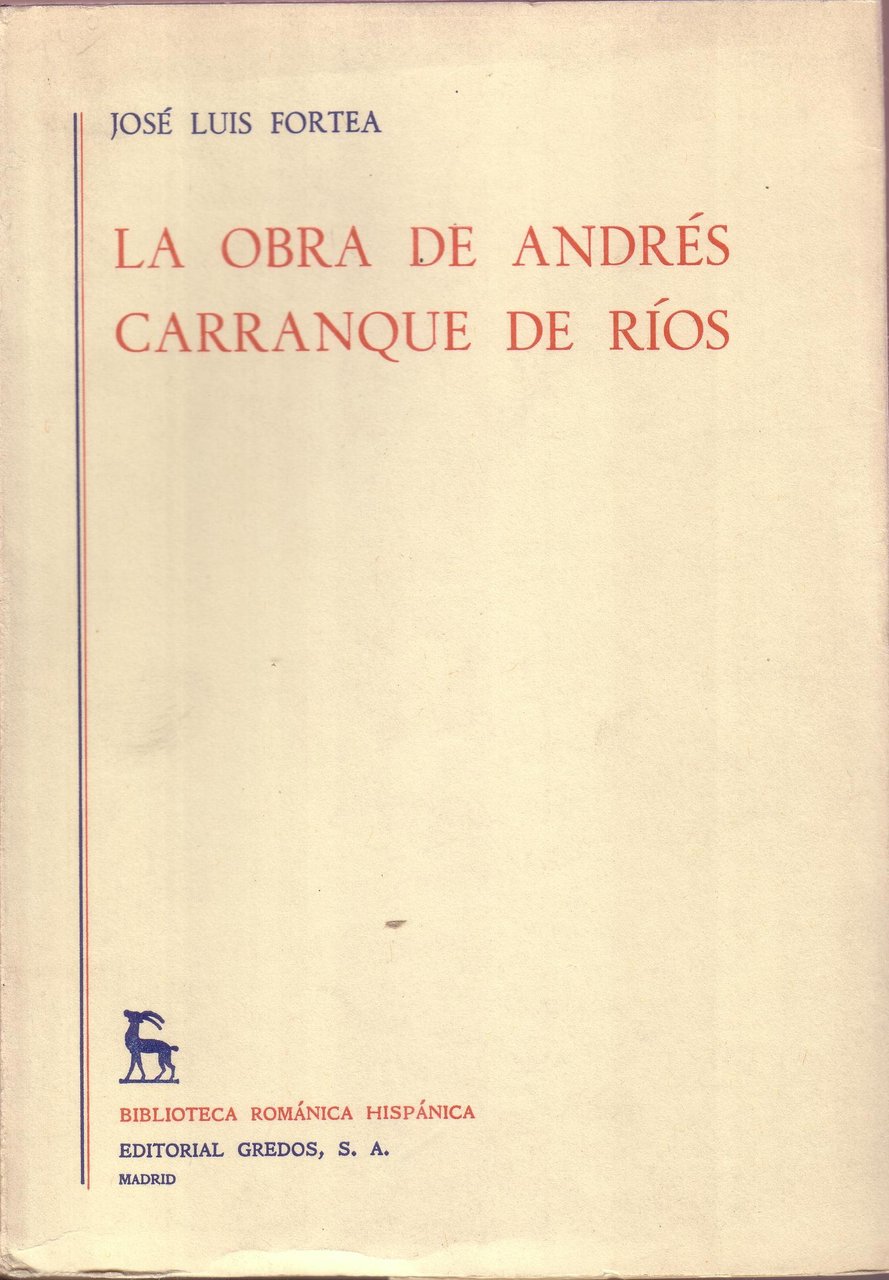 JOSÉ LUIS FORTEA
LA OBRA DE ANDRÉS
CARRANQUE DE RÍOS
BIBLIOTECA ROMÁNICA HISPÁNICA
EDITORIAL GREDOS, S. A.
MADRID